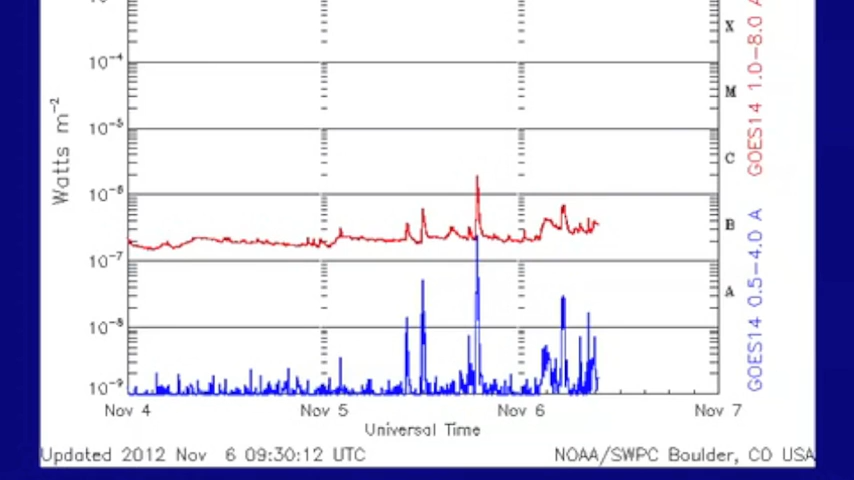 X
10⁻⁴
M
10⁻⁵
C
10⁻⁶
B
10⁻⁷
A
10⁻⁸
10⁻⁹
Watts m⁻²
GOES14 1.0–8.0 A
GOES14 0.5–4.0 A
Nov 4 Nov 5 Nov 6 Nov 7
Universal Time
Updated 2012 Nov 6 09:30:12 UTC NOAA/SWPC Boulder, CO USA